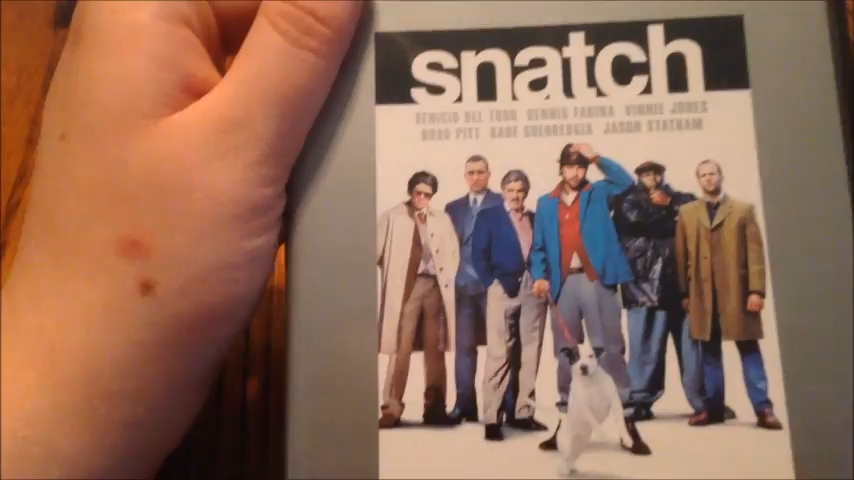 snatch
BENICIO DEL TORO DENNIS FARINA VINNIE JONES
BRAD PITT RADE SHERBEDGIA JASON STATHAM